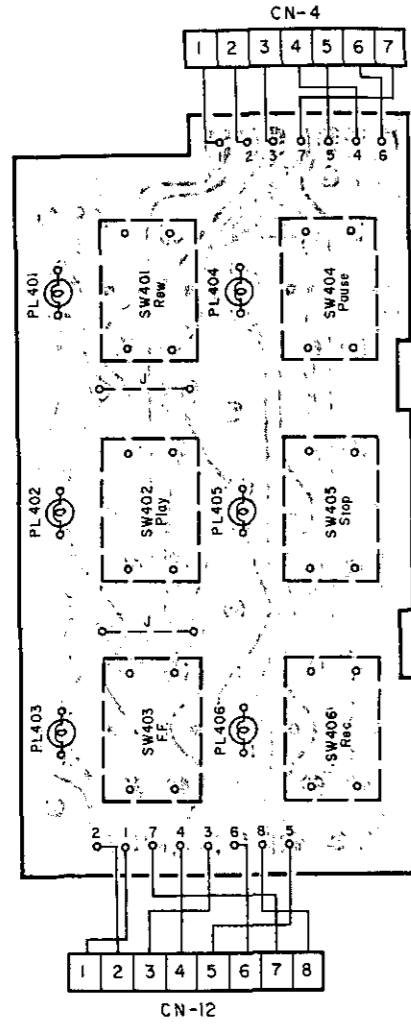 CN-4
1 2 3 4 5 6 7
1 2 3 7 5 4 6
PL401
SW401
Rew.
PL404
SW404
Pause
J
PL402
SW402
Play
PL405
SW405
Stop
J
PL403
SW403
F.F.
PL406
SW406
Rec.
2 1 7 4 3 6 8 5
1 2 3 4 5 6 7 8
CN-12